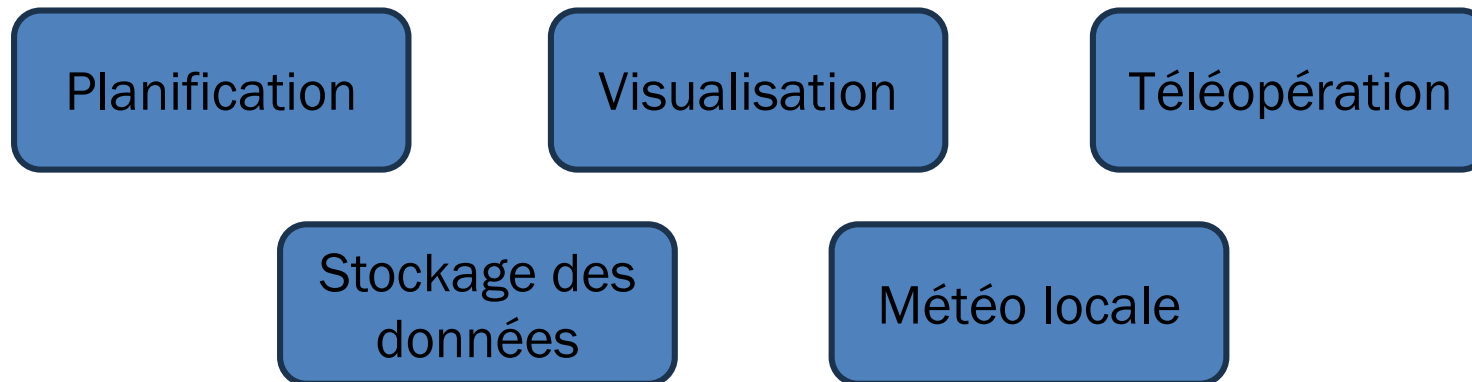 Planification
Visualisation
Téléopération
Stockage des
données
Météo locale